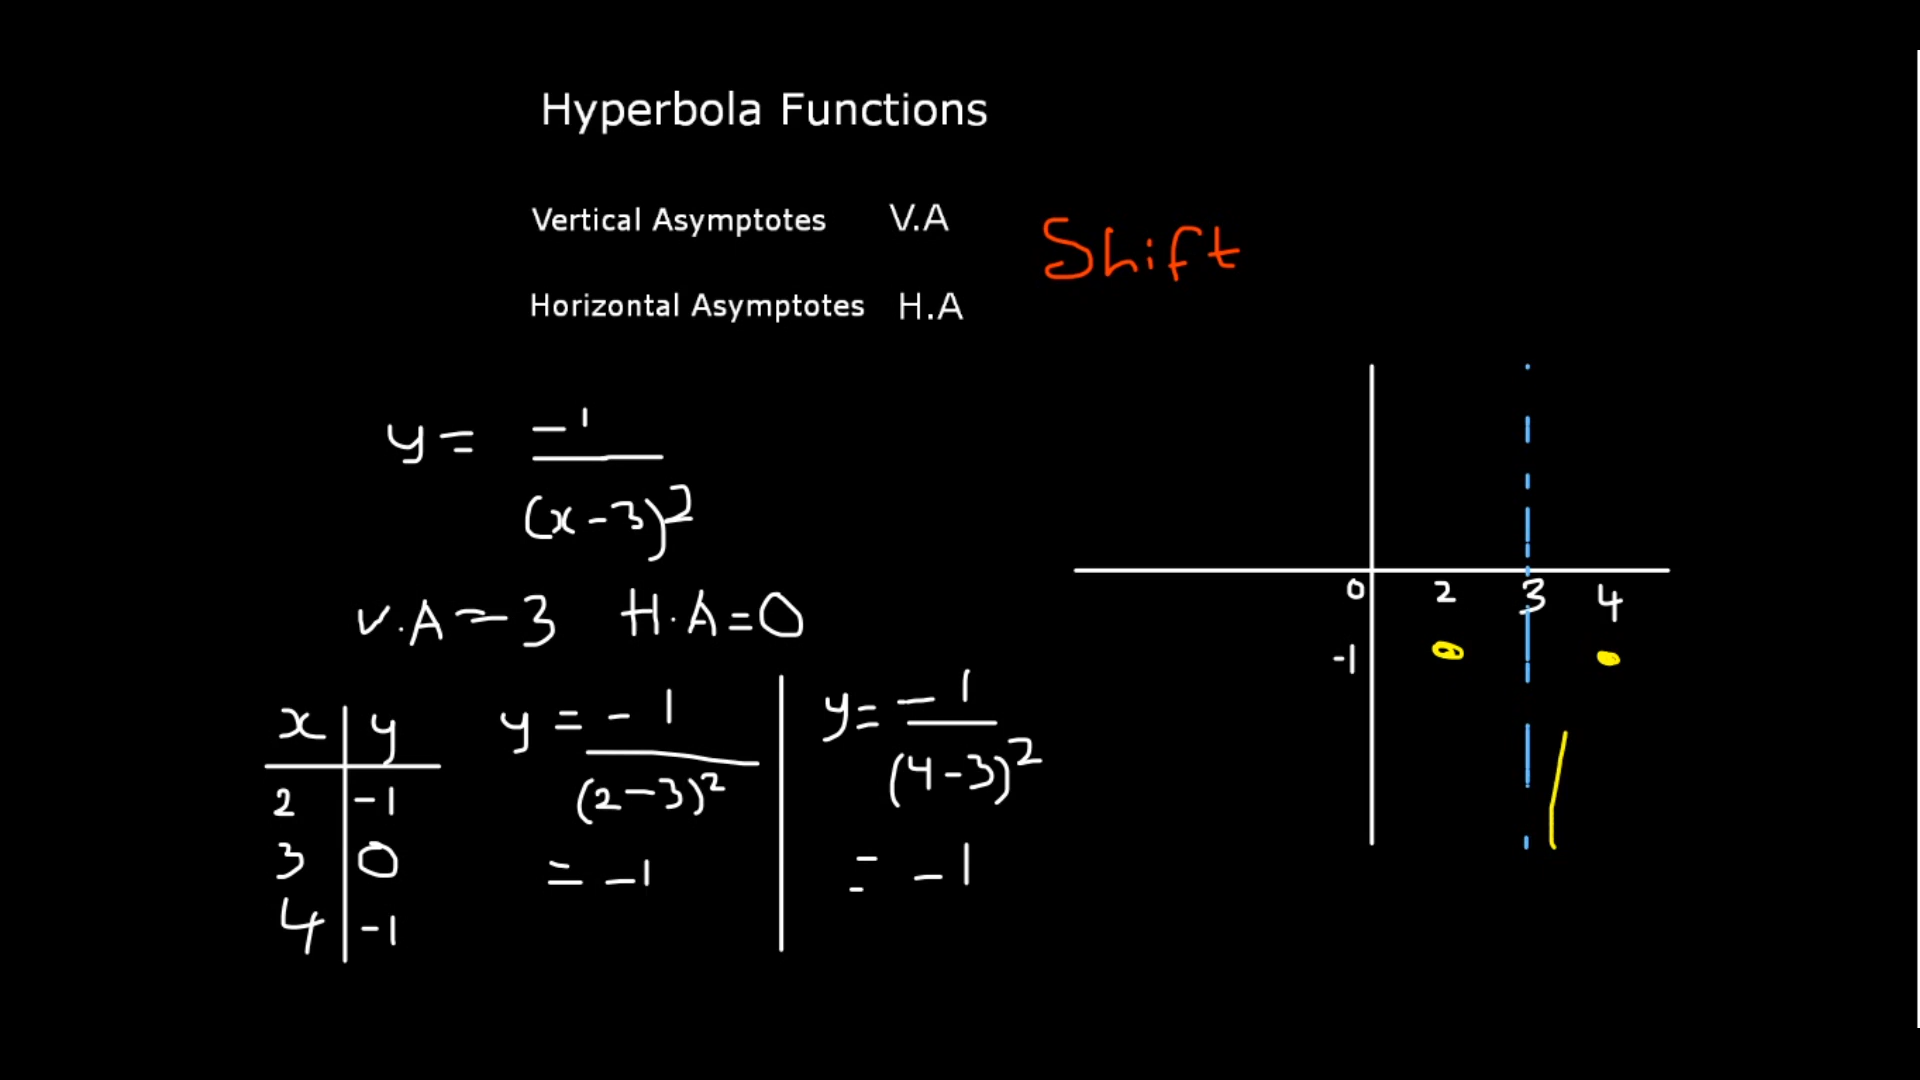 Hyperbola Functions
Vertical Asymptotes V.A
Shift
Horizontal Asymptotes H.A
y = -1
(x-3)²
V.A = 3 H.A = 0
x y
2 -1
3 0
4 -1
y = -1
(2-3)²
= -1
y = -1
(4-3)²
= -1
0 2 3 4
-1